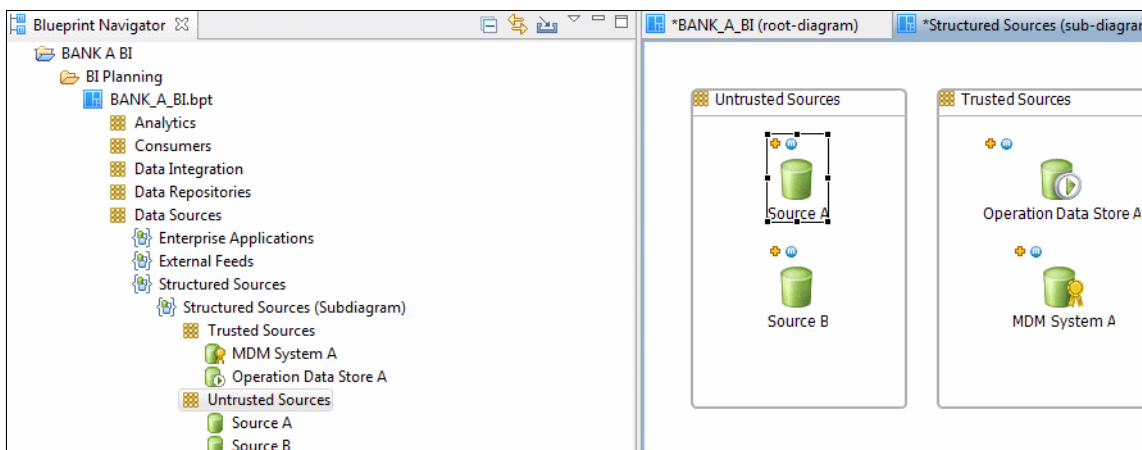 Blueprint Navigator
BANK A BI
BI Planning
BANK_A_BI.bpt
Analytics
Consumers
Data Integration
Data Repositories
Data Sources
Enterprise Applications
External Feeds
Structured Sources
Structured Sources (Subdiagram)
Trusted Sources
MDM System A
Operation Data Store A
Untrusted Sources
Source A
Source B
*BANK_A_BI (root-diagram)
*Structured Sources (sub-diagram
Untrusted Sources
Source A
Source B
Trusted Sources
Operation Data Store A
MDM System A